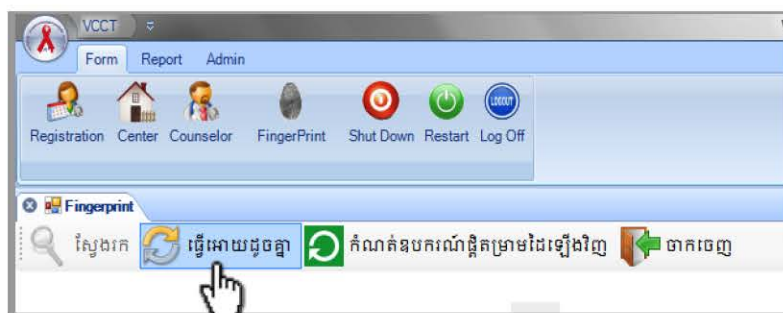 VCCT
Form Report Admin
Registration Center Counselor FingerPrint Shut Down Restart Log Off
LOGOUT
Fingerprint
ស្វែងរក ធ្វើអោយដូចគ្នា កំណត់ឧបករណ៍ផ្តិតម្រាមដៃឡើងវិញ ចាកចេញ